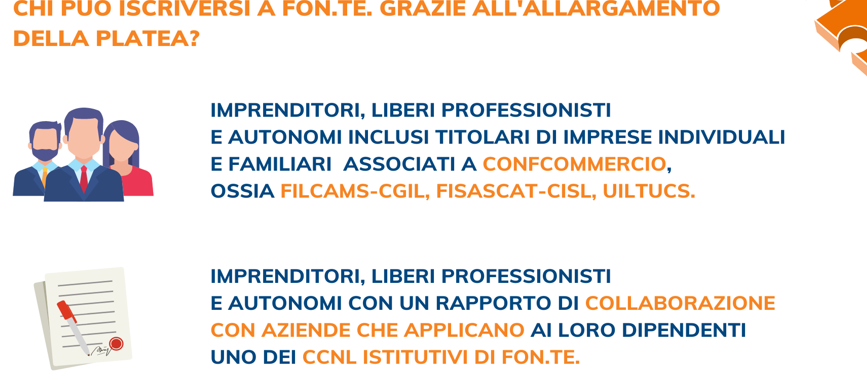 CHI PUÒ ISCRIVERSI A FON.TE. GRAZIE ALL'ALLARGAMENTO
DELLA PLATEA?
IMPRENDITORI, LIBERI PROFESSIONISTI
E AUTONOMI INCLUSI TITOLARI DI IMPRESE INDIVIDUALI
E FAMILIARI ASSOCIATI A CONFCOMMERCIO,
OSSIA FILCAMS-CGIL, FISASCAT-CISL, UILTUCS.
IMPRENDITORI, LIBERI PROFESSIONISTI
E AUTONOMI CON UN RAPPORTO DI COLLABORAZIONE
CON AZIENDE CHE APPLICANO AI LORO DIPENDENTI
UNO DEI CCNL ISTITUTIVI DI FON.TE.